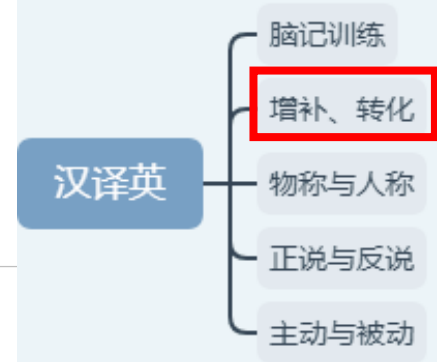 汉译英
脑记训练
增补、转化
物称与人称
正说与反说
主动与被动